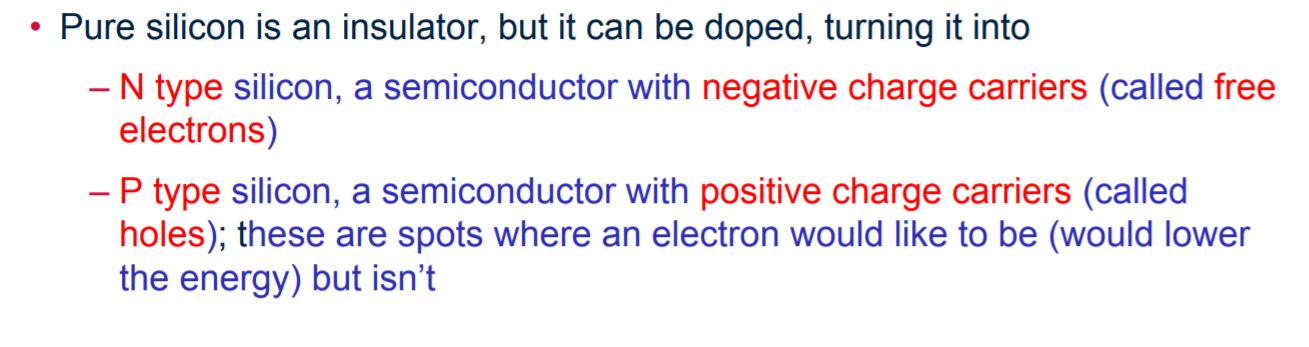 • Pure silicon is an insulator, but it can be doped, turning it into
– N type silicon, a semiconductor with negative charge carriers (called free
electrons)
– P type silicon, a semiconductor with positive charge carriers (called
holes); these are spots where an electron would like to be (would lower
the energy) but isn’t